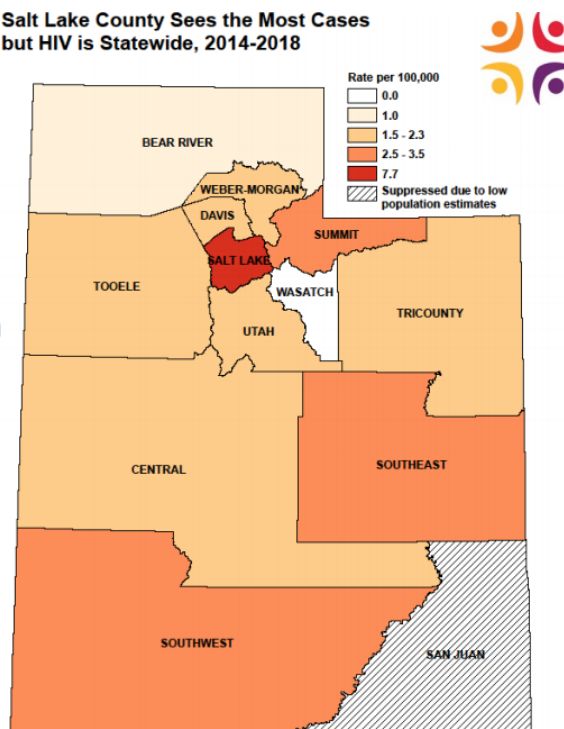 Salt Lake County Sees the Most Cases
but HIV is Statewide, 2014-2018
Rate per 100,000
0.0
1.0
1.5 - 2.3
2.5 - 3.5
7.7
Suppressed due to low
population estimates
BEAR RIVER
WEBER-MORGAN
DAVIS
SUMMIT
SALT LAKE
TOOELE
WASATCH
TRICOUNTY
UTAH
CENTRAL
SOUTHEAST
SOUTHWEST
SAN JUAN